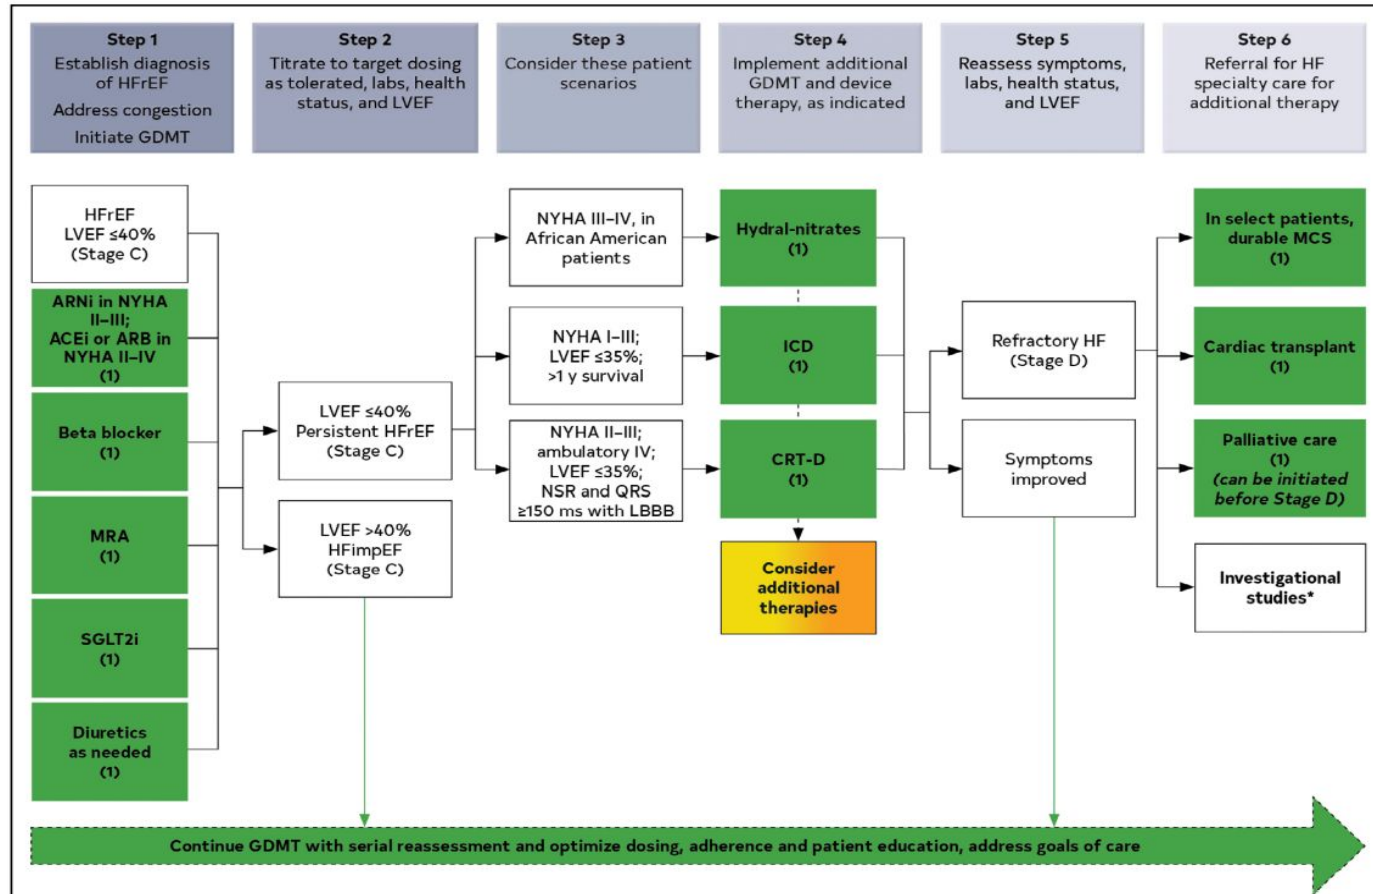 Step 1
Establish diagnosis
of HFrEF
Address congestion
Initiate GDMT
Step 2
Titrate to target dosing
as tolerated, labs, health
status, and LVEF
Step 3
Consider these patient
scenarios
Step 4
Implement additional
GDMT and device
therapy, as indicated
Step 5
Reassess symptoms,
labs, health status,
and LVEF
Step 6
Referral for HF
specialty care for
additional therapy
HFrEF
LVEF ≤40%
(Stage C)
ARNi in NYHA
II–III;
ACEi or ARB in
NYHA II–IV
(1)
Beta blocker
(1)
MRA
(1)
SGLT2i
(1)
Diuretics
as needed
(1)
LVEF ≤40%
Persistent HFrEF
(Stage C)
LVEF >40%
HFimpEF
(Stage C)
NYHA III–IV, in
African American
patients
NYHA I–III;
LVEF ≤35%;
>1 y survival
NYHA II–III;
ambulatory IV;
LVEF ≤35%;
NSR and QRS
≥150 ms with LBBB
Hydral-nitrates
(1)
ICD
(1)
CRT-D
(1)
Consider
additional
therapies
Refractory HF
(Stage D)
Symptoms
improved
In select patients,
durable MCS
(1)
Cardiac transplant
(1)
Palliative care
(1)
(can be initiated
before Stage D)
Investigational
studies*
Continue GDMT with serial reassessment and optimize dosing, adherence and patient education, address goals of care